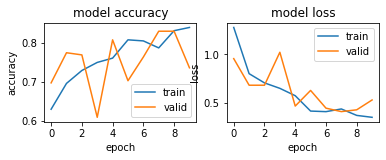 model accuracy
0.8
0.7
0.6
accuracy
0 2 4 6 8
epoch
train
valid
model loss
1.0
0.5
loss
0 2 4 6 8
epoch
train
valid